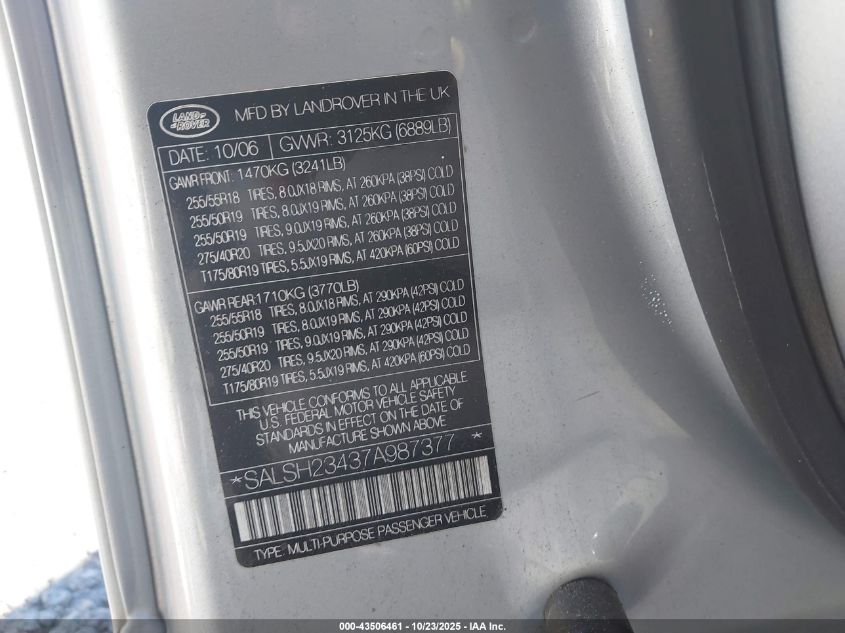 LAND ROVER
MFD BY LANDROVER IN THE UK
DATE: 10/06 GVWR: 3125KG (6889LB)
GAWR FRONT: 1470KG (3241LB)
255/55R18 TIRES, 8.0JX18 RIMS, AT 260KPA (38PSI) COLD
255/50R19 TIRES, 8.0JX19 RIMS, AT 260KPA (38PSI) COLD
255/50R19 TIRES, 9.0JX19 RIMS, AT 260KPA (38PSI) COLD
275/40R20 TIRES, 9.5JX20 RIMS, AT 260KPA (38PSI) COLD
T175/80R19 TIRES, 5.5JX19 RIMS, AT 420KPA (60PSI) COLD
GAWR REAR: 1710KG (3770LB)
255/55R18 TIRES, 8.0JX18 RIMS, AT 290KPA (42PSI) COLD
255/50R19 TIRES, 8.0JX19 RIMS, AT 290KPA (42PSI) COLD
255/50R19 TIRES, 9.0JX19 RIMS, AT 290KPA (42PSI) COLD
275/40R20 TIRES, 9.5JX20 RIMS, AT 290KPA (42PSI) COLD
T175/80R19 TIRES, 5.5JX19 RIMS, AT 420KPA (60PSI) COLD
THIS VEHICLE CONFORMS TO ALL APPLICABLE
U.S. FEDERAL MOTOR VEHICLE SAFETY
STANDARDS IN EFFECT ON THE DATE OF
MANUFACTURE SHOWN ABOVE
*SALSH23437A987377 *
TYPE: MULTI-PURPOSE PASSENGER VEHICLE
000-43506461 - 10/23/2025 - IAA Inc.